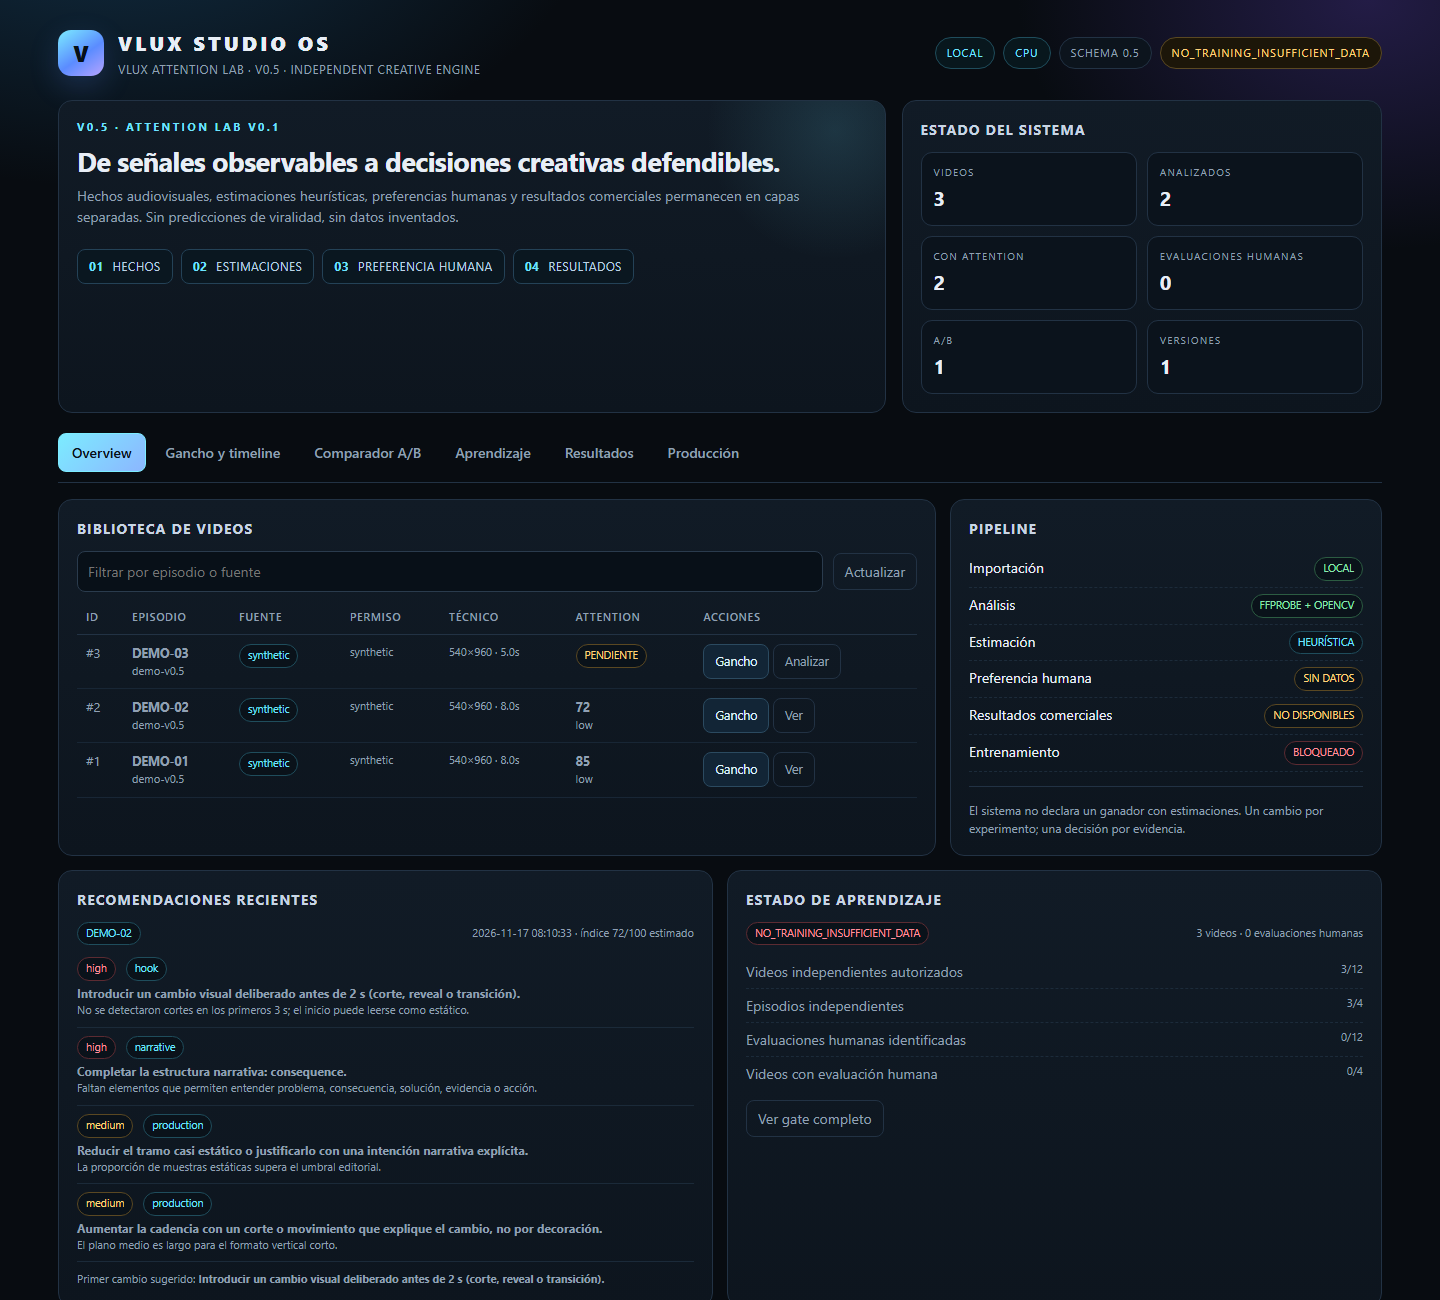 V
VLUX STUDIO OS
VLUX ATTENTION LAB · V0.5 · INDEPENDENT CREATIVE ENGINE
LOCAL
CPU
SCHEMA 0.5
NO_TRAINING_INSUFFICIENT_DATA
V0.5 · ATTENTION LAB V0.1
De señales observables a decisiones creativas defendibles.
Hechos audiovisuales, estimaciones heurísticas, preferencias humanas y resultados comerciales permanecen en capas
separadas. Sin predicciones de viralidad, sin datos inventados.
01 HECHOS
02 ESTIMACIONES
03 PREFERENCIA HUMANA
04 RESULTADOS
ESTADO DEL SISTEMA
VIDEOS
3
ANALIZADOS
2
CON ATTENTION
2
EVALUACIONES HUMANAS
0
A/B
1
VERSIONES
1
Overview
Gancho y timeline
Comparador A/B
Aprendizaje
Resultados
Producción
BIBLIOTECA DE VIDEOS
Filtrar por episodio o fuente
Actualizar
ID EPISODIO FUENTE PERMISO TÉCNICO ATTENTION ACCIONES
#3 DEMO-03 synthetic synthetic 540×960 · 5.0s PENDIENTE Gancho Analizar
demo-v0.5
#2 DEMO-02 synthetic synthetic 540×960 · 8.0s 72 Gancho Ver
demo-v0.5 low
#1 DEMO-01 synthetic synthetic 540×960 · 8.0s 85 Gancho Ver
demo-v0.5 low
PIPELINE
Importación LOCAL
Análisis FFPROBE + OPENCV
Estimación HEURÍSTICA
Preferencia humana SIN DATOS
Resultados comerciales NO DISPONIBLES
Entrenamiento BLOQUEADO
El sistema no declara un ganador con estimaciones. Un cambio por
experimento; una decisión por evidencia.
RECOMENDACIONES RECIENTES
DEMO-02 2026-11-17 08:10:33 · índice 72/100 estimado
high hook
Introducir un cambio visual deliberado antes de 2 s (corte, reveal o transición).
No se detectaron cortes en los primeros 3 s; el inicio puede leerse como estático.
high narrative
Completar la estructura narrativa: consequence.
Faltan elementos que permiten entender problema, consecuencia, solución, evidencia o acción.
medium production
Reducir el tramo casi estático o justificarlo con una intención narrativa explícita.
La proporción de muestras estáticas supera el umbral editorial.
medium production
Aumentar la cadencia con un corte o movimiento que explique el cambio, no por decoración.
El plano medio es largo para el formato vertical corto.
Primer cambio sugerido: Introducir un cambio visual deliberado antes de 2 s (corte, reveal o transición).
ESTADO DE APRENDIZAJE
NO_TRAINING_INSUFFICIENT_DATA 3 videos · 0 evaluaciones humanas
Videos independientes autorizados 3/12
Episodios independientes 3/4
Evaluaciones humanas identificadas 0/12
Videos con evaluación humana 0/4
Ver gate completo